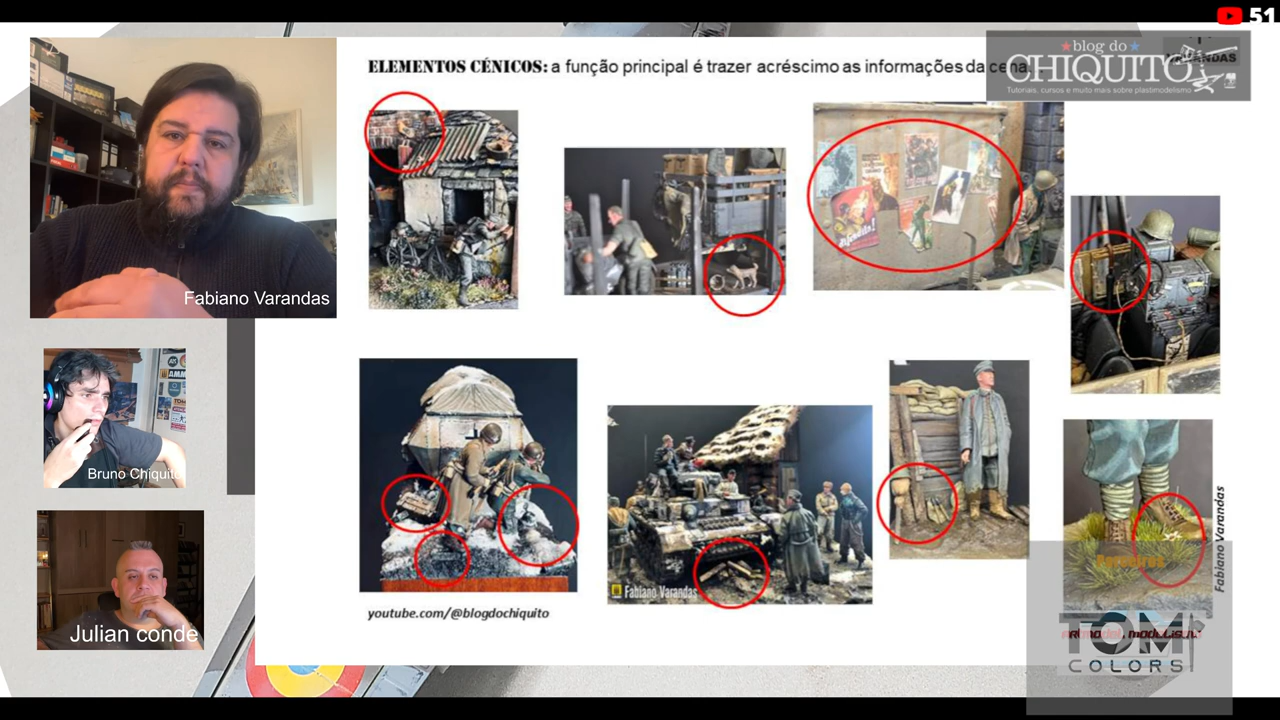 51
ELEMENTOS CÉNICOS: a função principal é trazer acréscimo as informações da cena
blog do
CHIQUITO
Tutoriais, cursos e muito mais sobre plastimodelismo
Fabiano Varandas
Bruno Chiquito
Julian conde
Fabiano Varandas
youtube.com/@blogdochiquito
Fabiano Varandas
TOM
COLORS